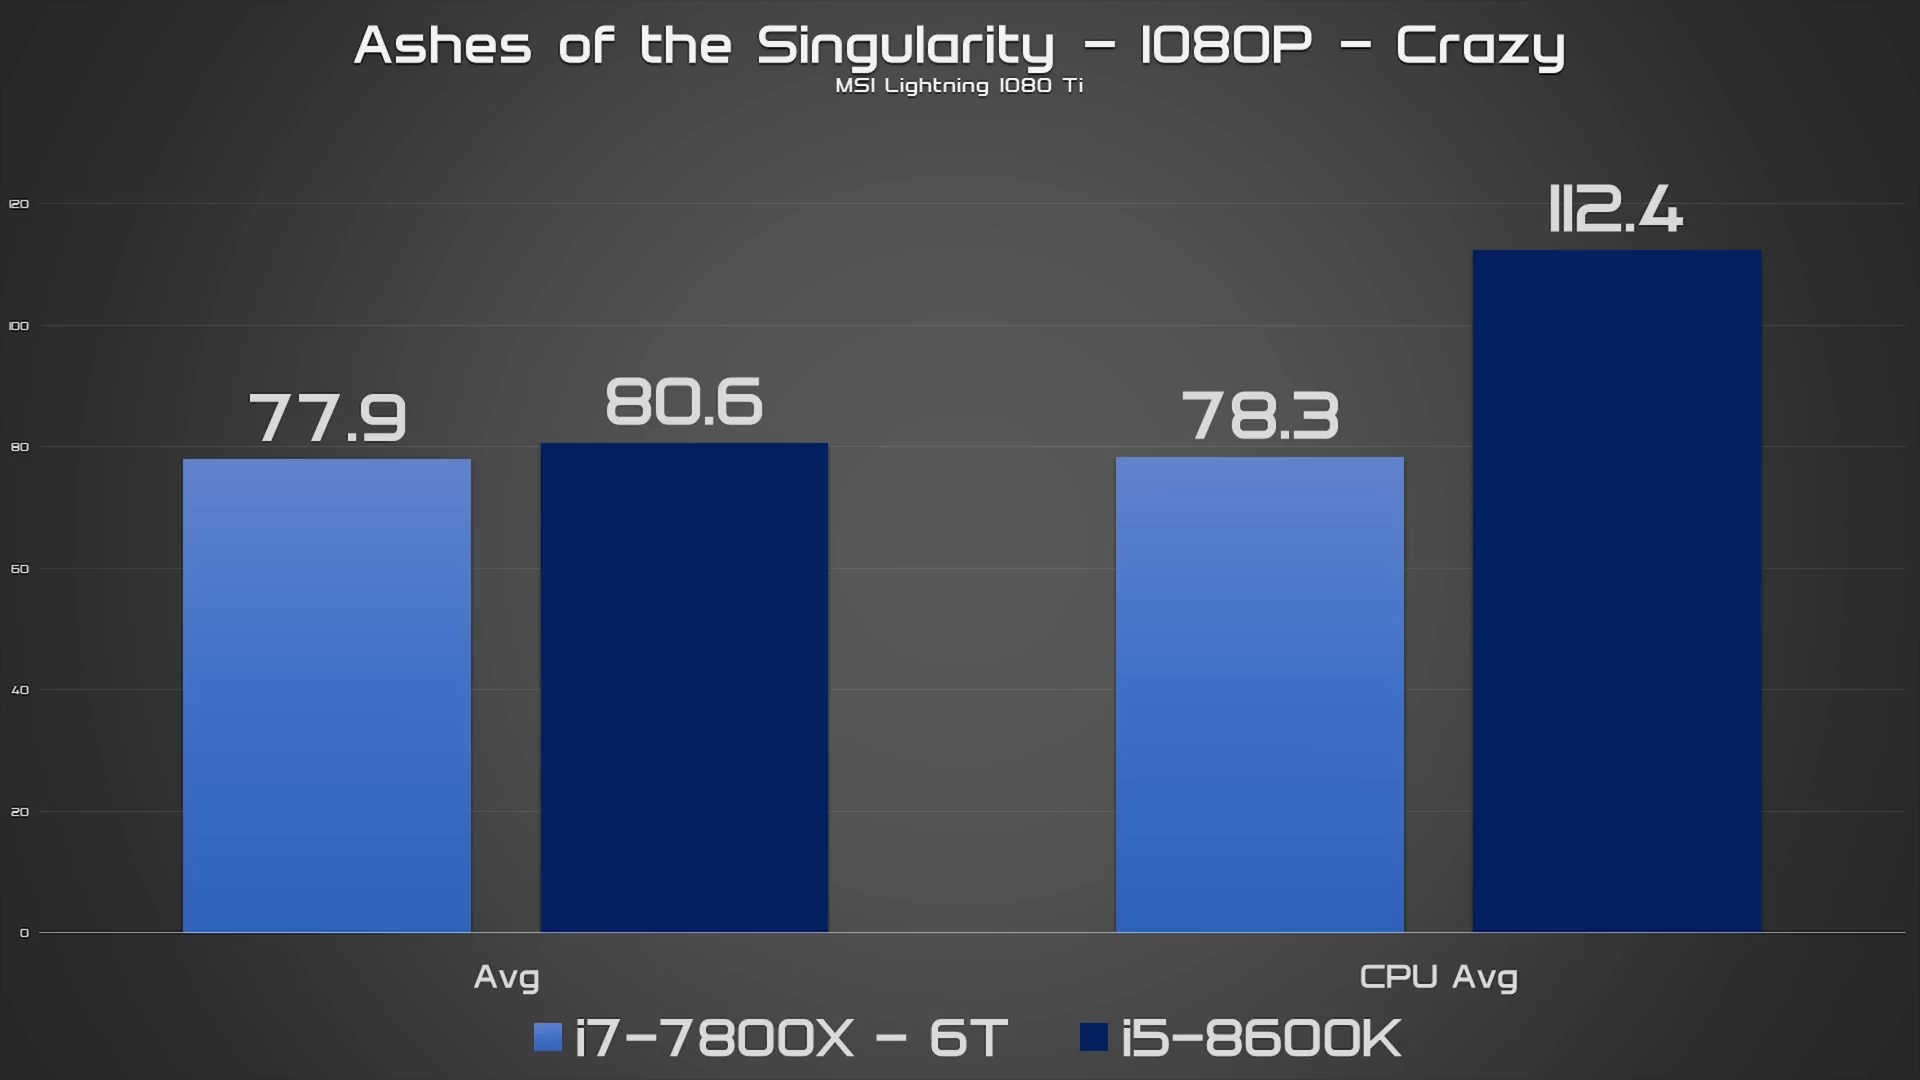 Ashes of the Singularity - 1080P - Crazy
MSI Lightning 1080 Ti
120
112.4
100
77.9
80.6
78.3
80
60
40
20
0
Avg
CPU Avg
i7-7800X - 6T
i5-8600K